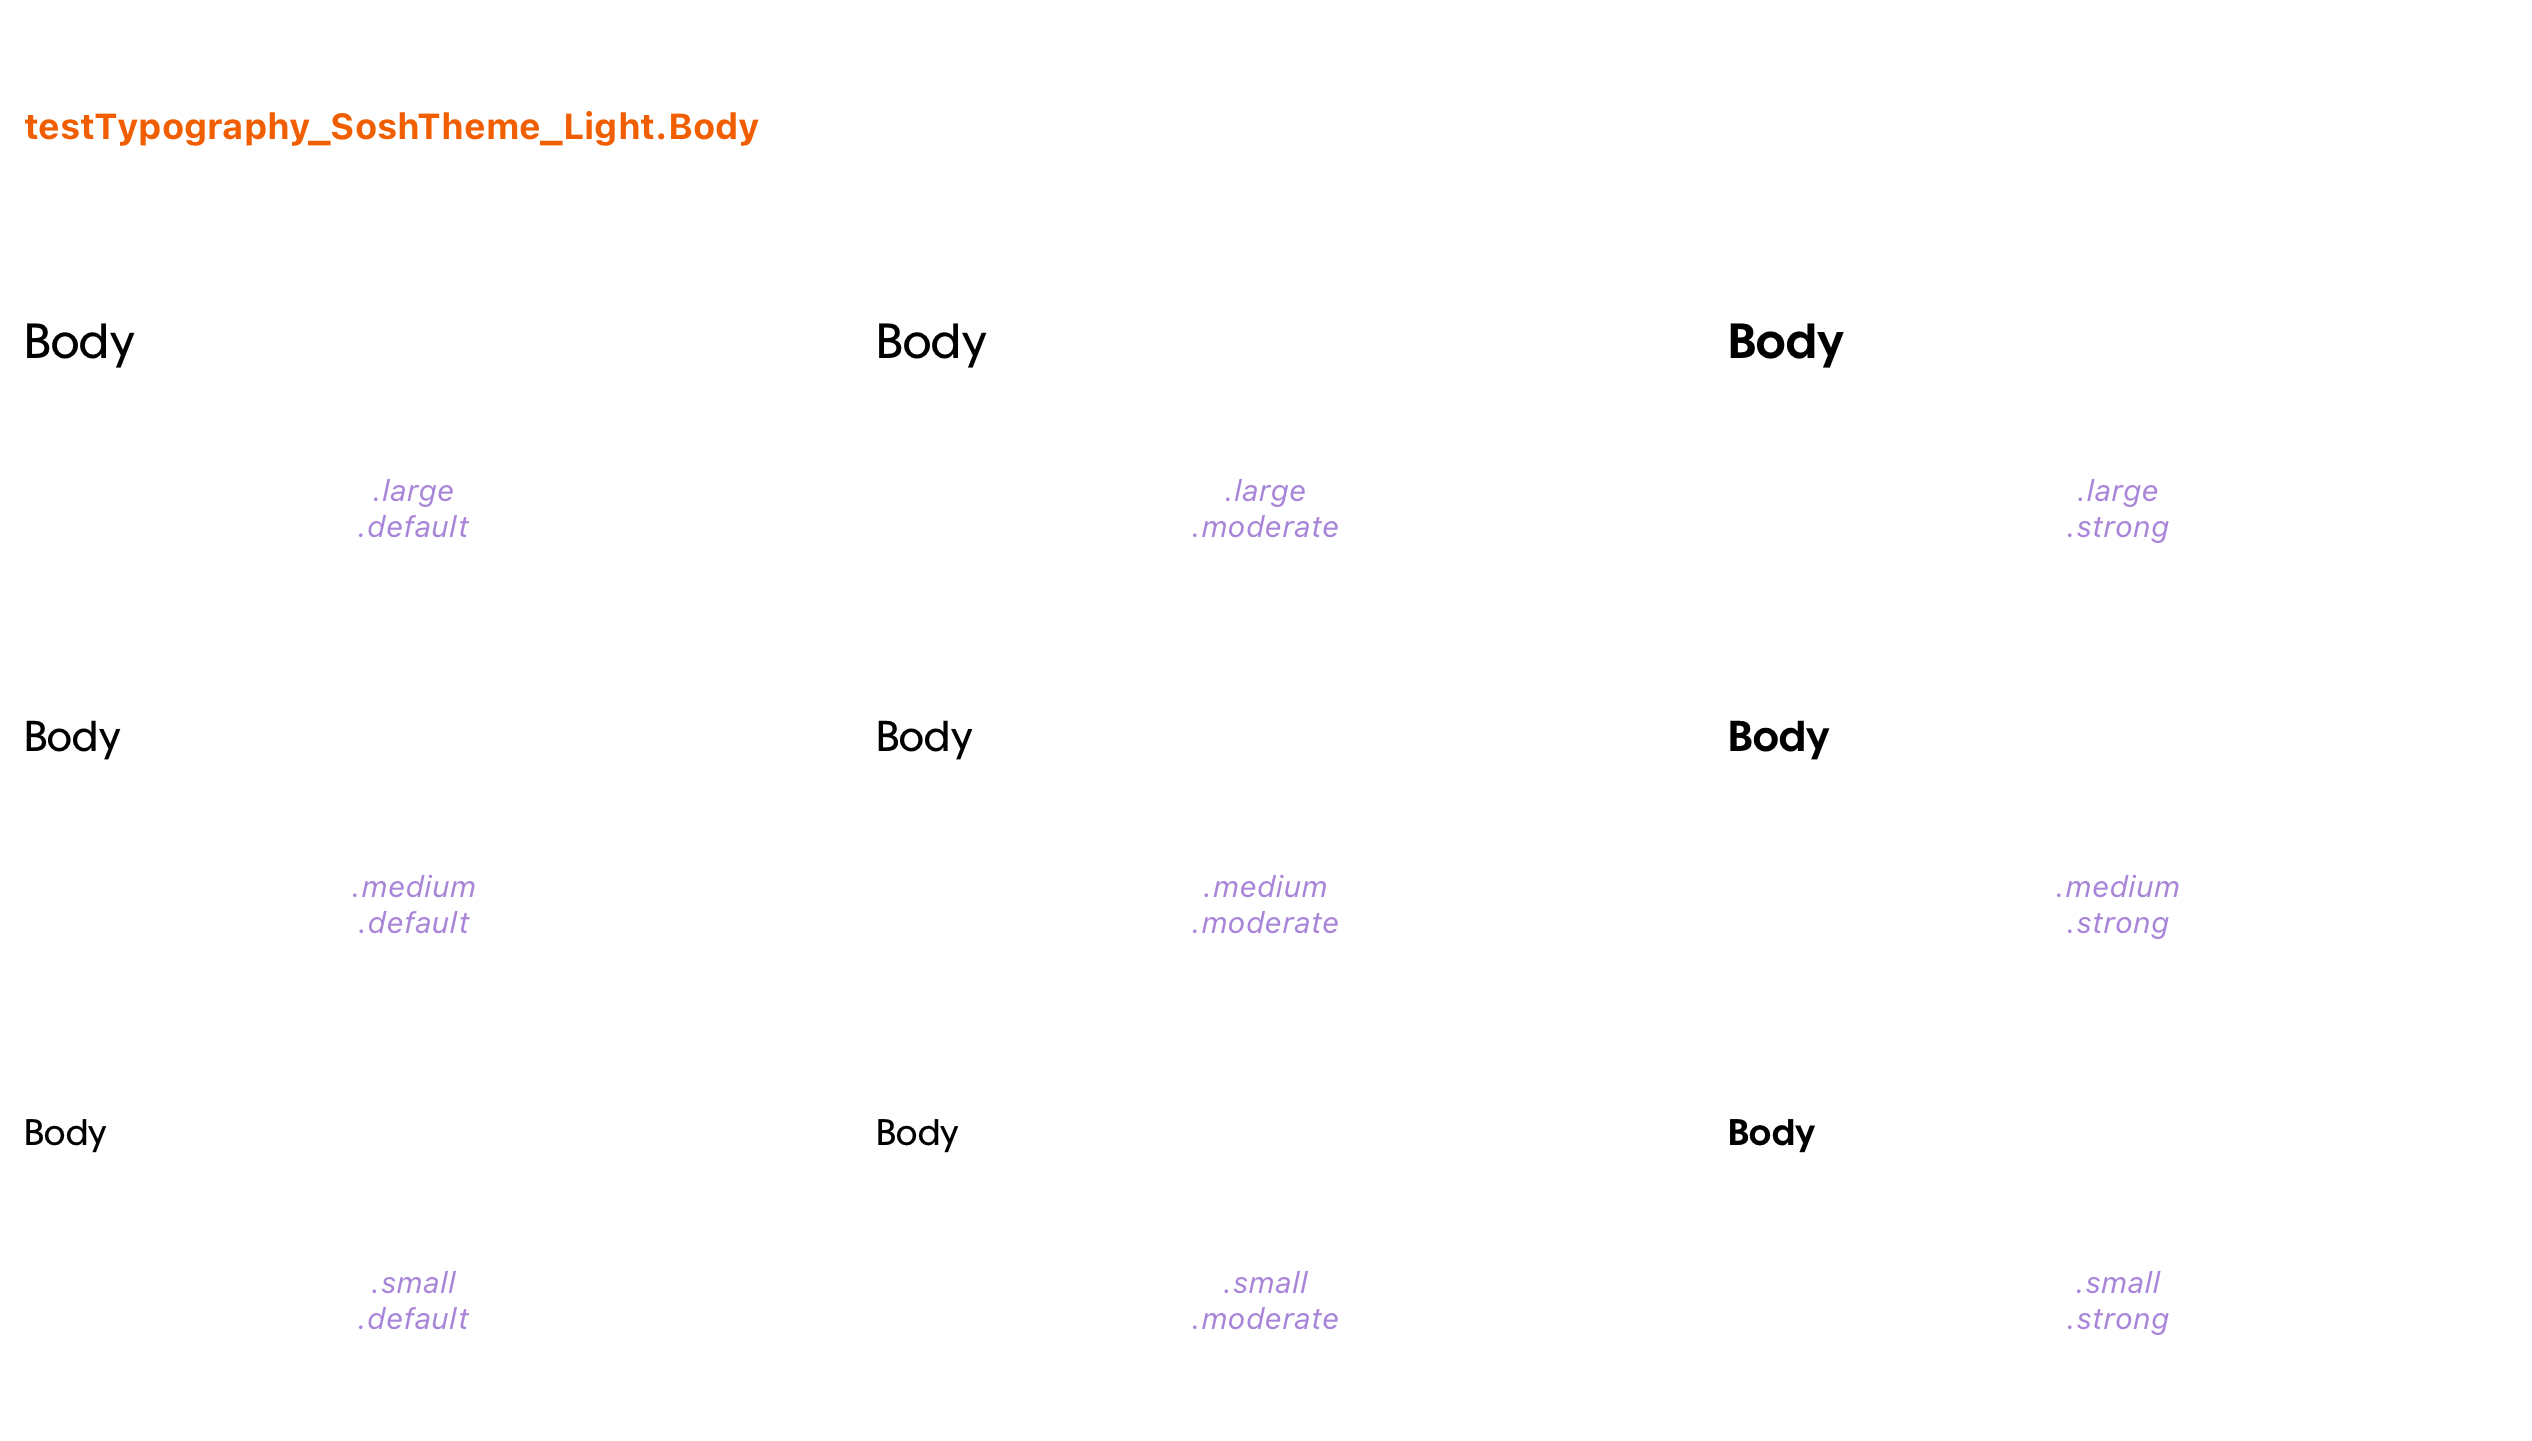 testTypography_SoshTheme_Light.Body
Body
Body
Body
.large
.default
.large
.moderate
.large
.strong
Body
Body
Body
.medium
.default
.medium
.moderate
.medium
.strong
Body
Body
Body
.small
.default
.small
.moderate
.small
.strong